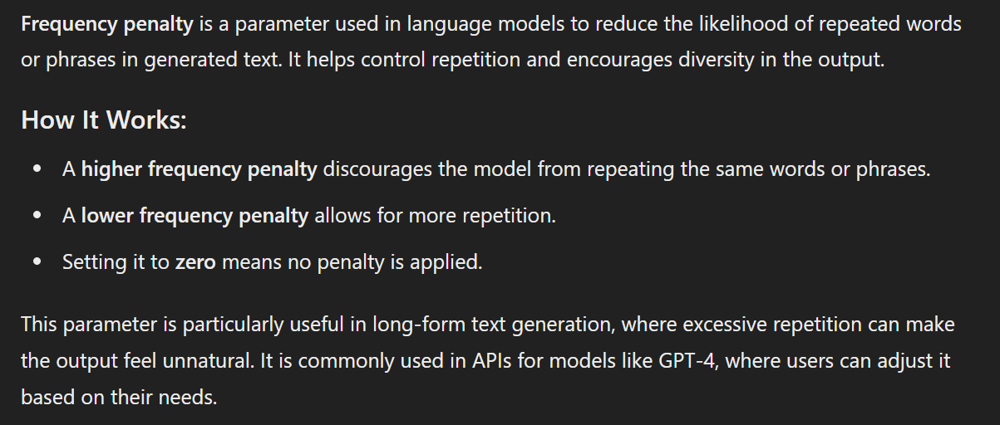 Frequency penalty is a parameter used in language models to reduce the likelihood of repeated words
or phrases in generated text. It helps control repetition and encourages diversity in the output.
How It Works:
• A higher frequency penalty discourages the model from repeating the same words or phrases.
• A lower frequency penalty allows for more repetition.
• Setting it to zero means no penalty is applied.
This parameter is particularly useful in long-form text generation, where excessive repetition can make
the output feel unnatural. It is commonly used in APIs for models like GPT-4, where users can adjust it
based on their needs.